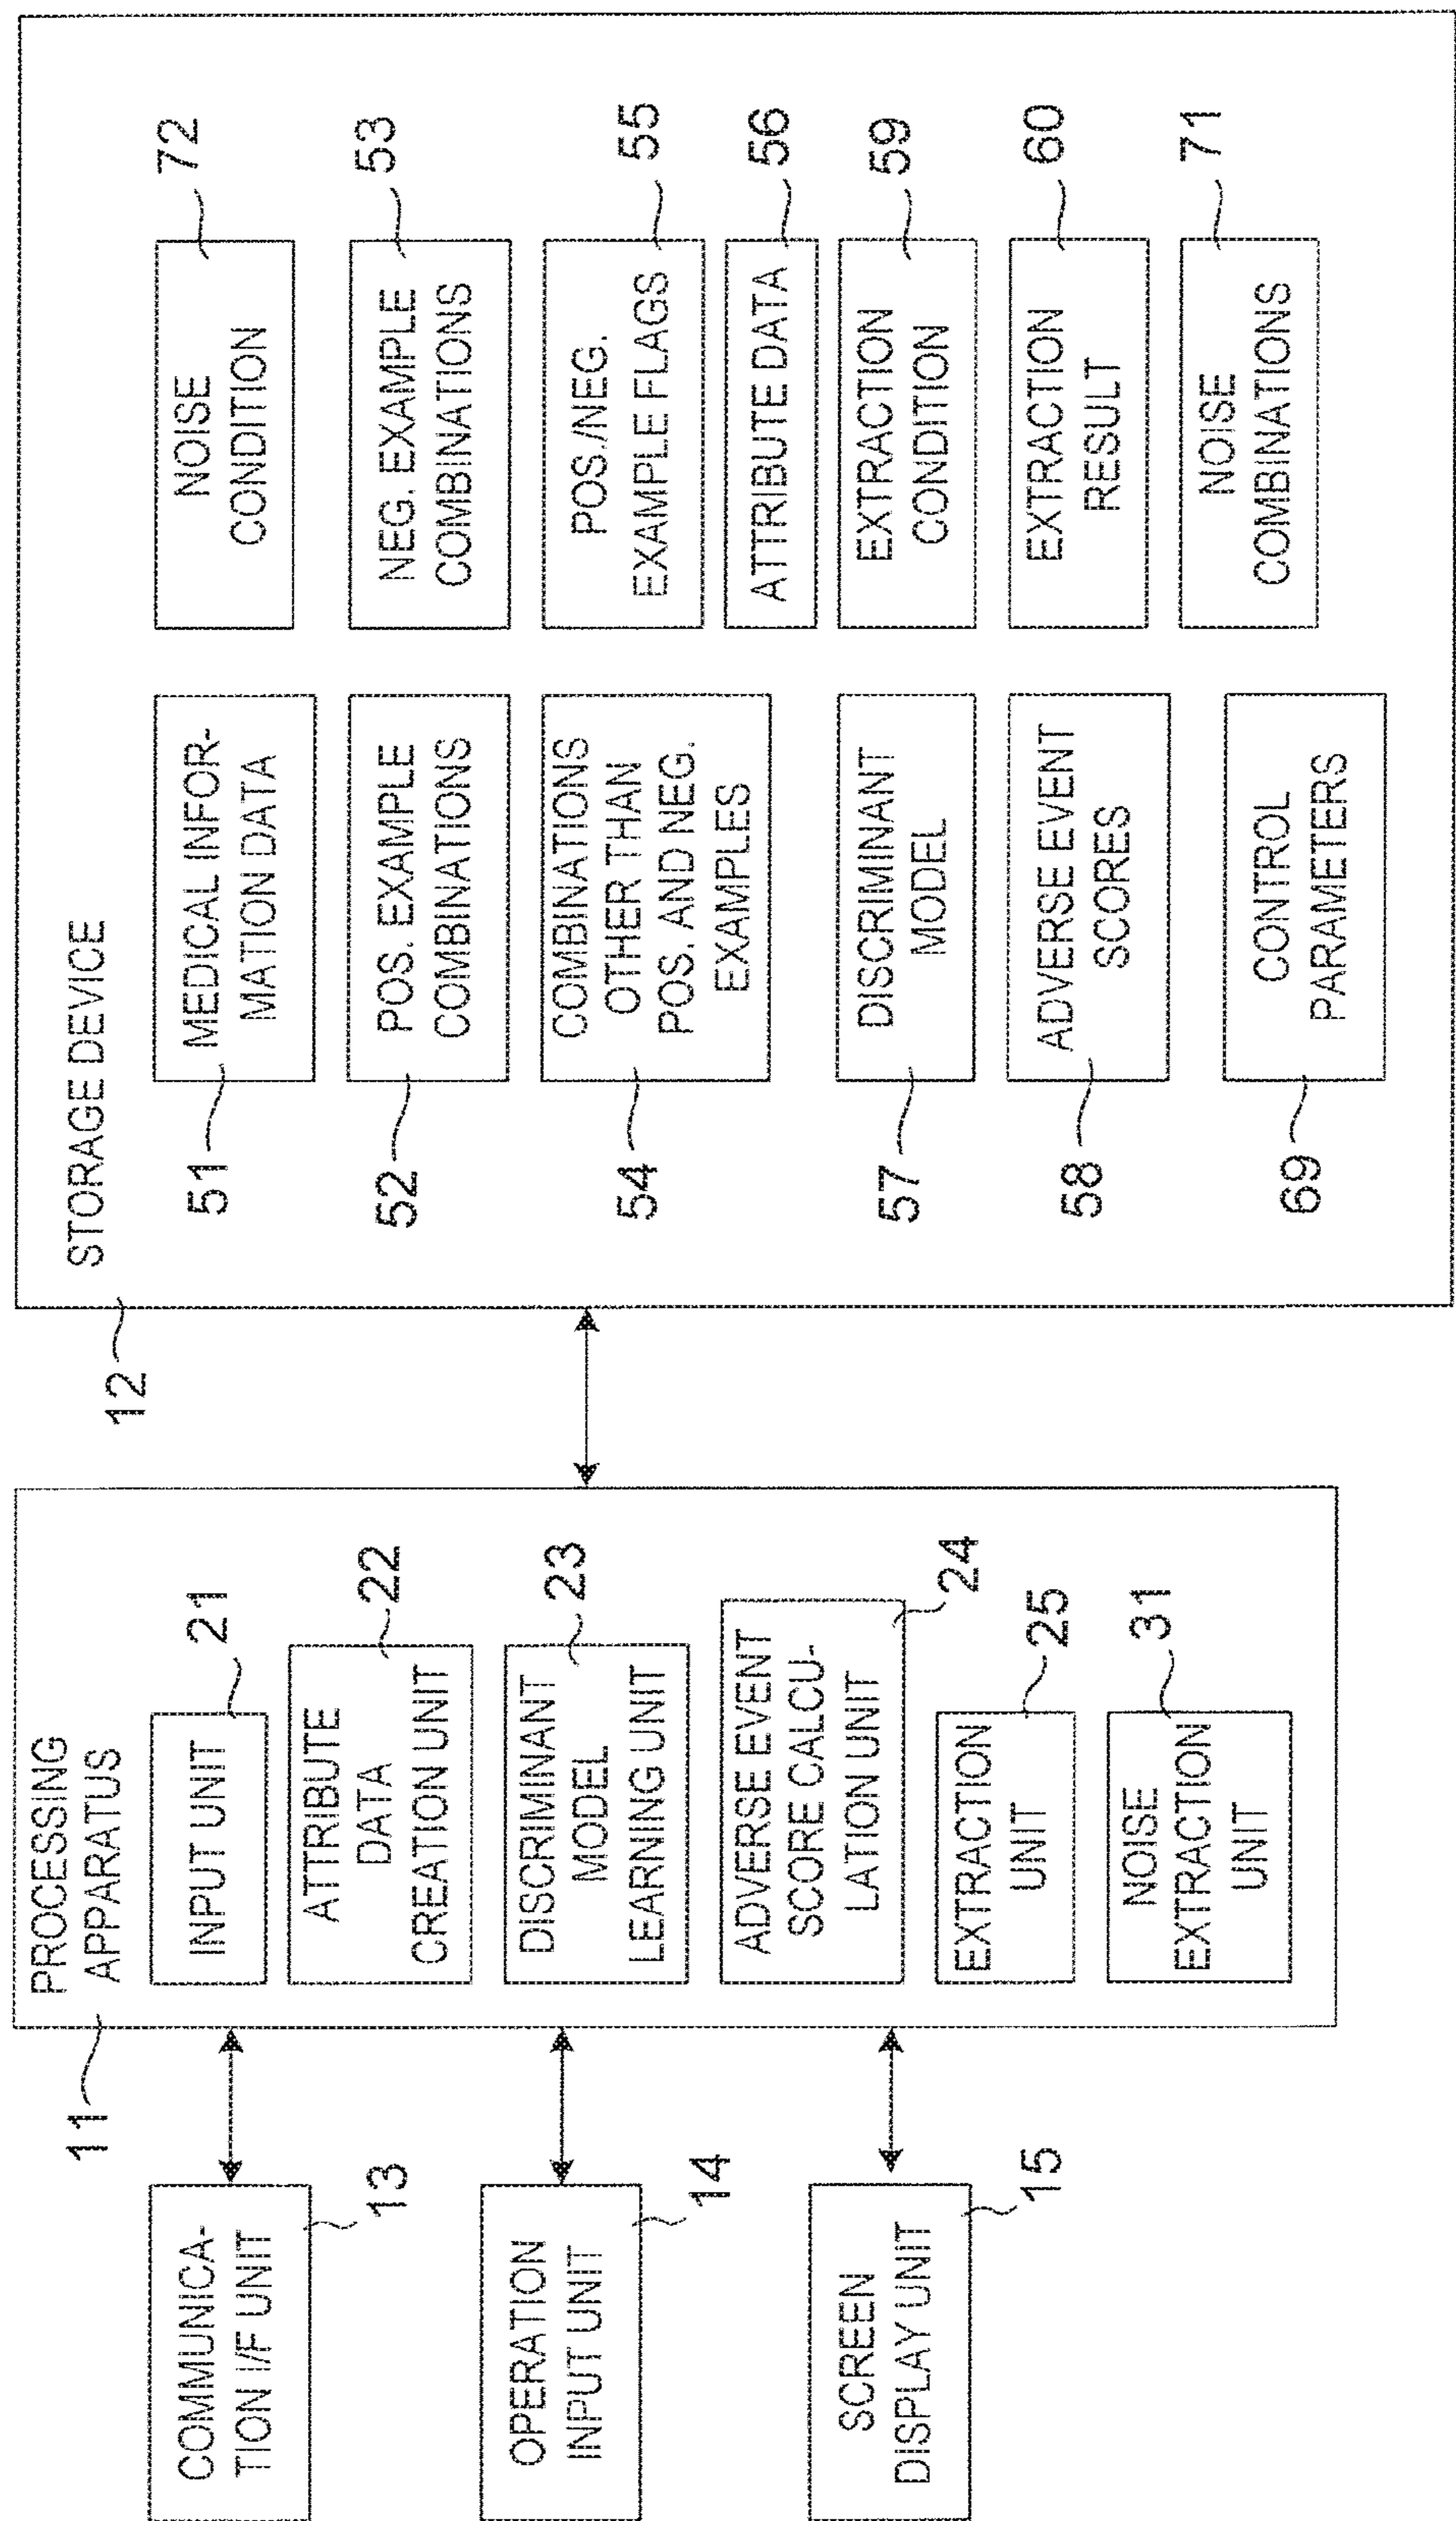 COMMUNICA-
TION I/F UNIT
13
OPERATION
INPUT UNIT
14
SCREEN
DISPLAY UNIT
15
11
PROCESSING
APPARATUS
INPUT UNIT
21
ATTRIBUTE
DATA
CREATION UNIT
22
DISCRIMINANT
MODEL
LEARNING UNIT
23
ADVERSE EVENT
SCORE CALCU-
LATION UNIT
24
EXTRACTION
UNIT
25
NOISE
EXTRACTION
UNIT
31
12
STORAGE DEVICE
51
MEDICAL INFOR-
MATION DATA
NOISE
CONDITION
72
52
POS. EXAMPLE
COMBINATIONS
NEG. EXAMPLE
COMBINATIONS
53
54
COMBINATIONS
OTHER THAN
POS. AND NEG.
EXAMPLES
POS./NEG.
EXAMPLE FLAGS
55
ATTRIBUTE DATA
56
57
DISCRIMINANT
MODEL
EXTRACTION
CONDITION
59
58
ADVERSE EVENT
SCORES
EXTRACTION
RESULT
60
69
CONTROL
PARAMETERS
NOISE
COMBINATIONS
71